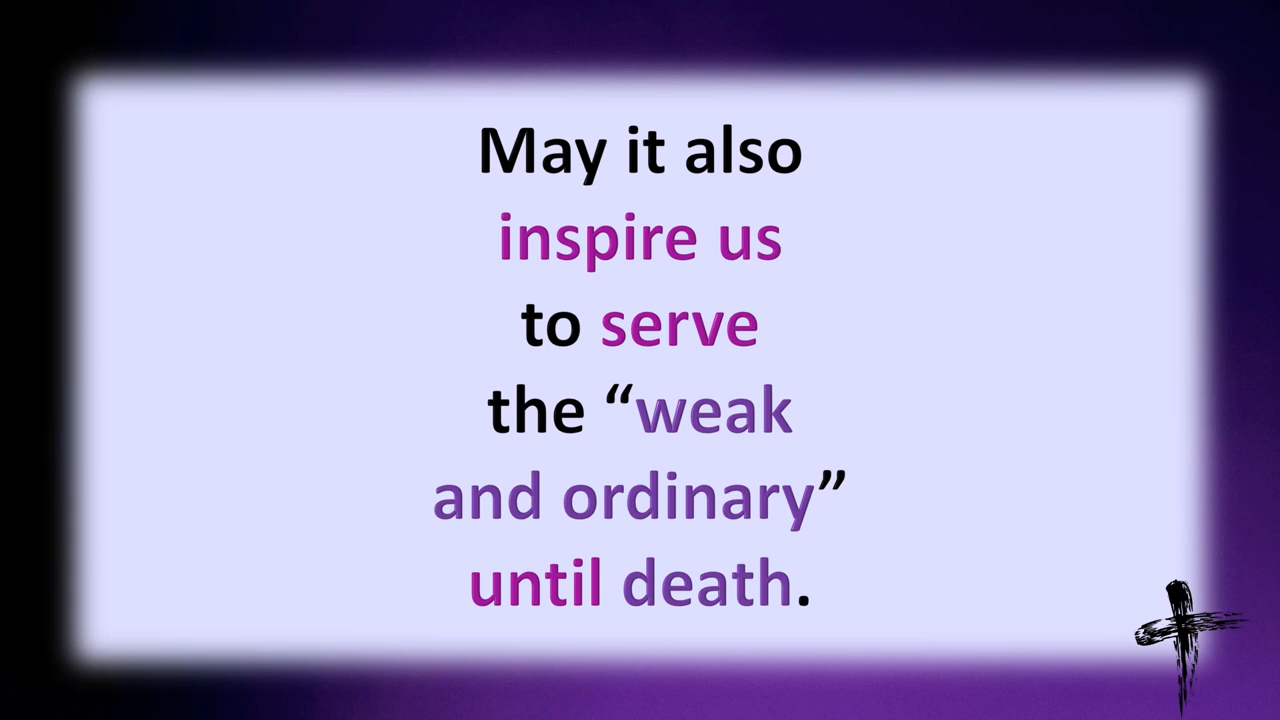 May it also
inspire us
to serve
the “weak
and ordinary”
until death.